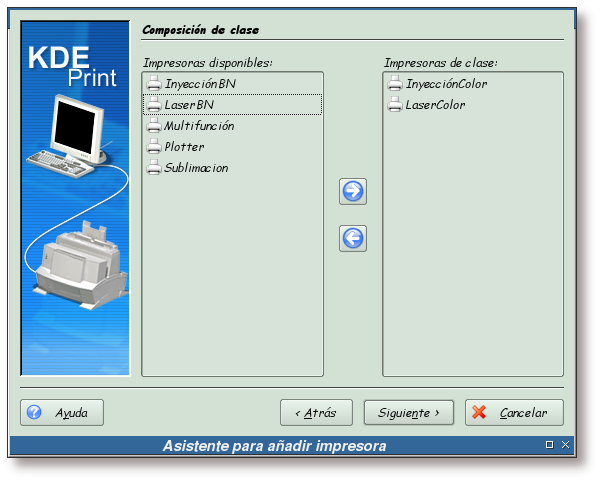 KDE
Print
Composición de clase
Impresoras disponibles:
InyecciónBN
LaserBN
Multifunción
Plotter
Sublimacion
Impresoras de clase:
InyecciónColor
LaserColor
Ayuda
< Atrás
Siguiente >
Cancelar
Asistente para añadir impresora